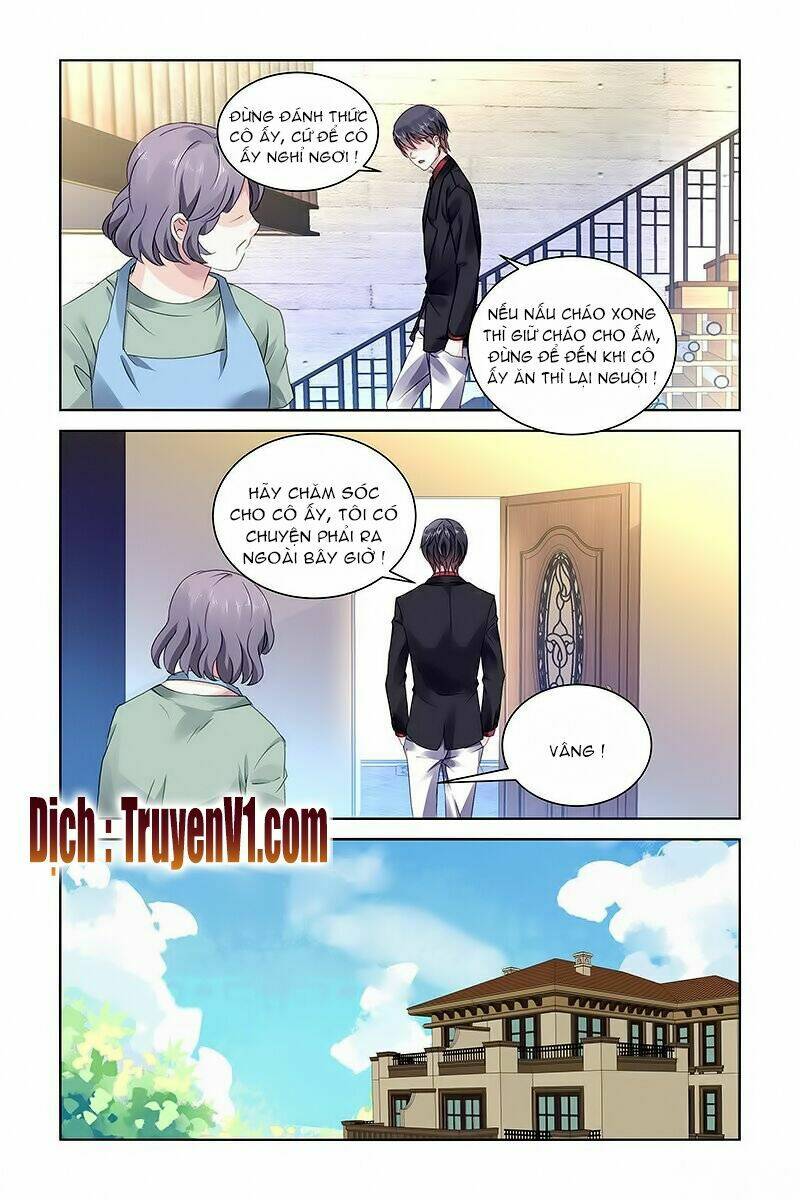 ĐỪNG ĐÁNH THỨC
CÔ ẤY, CỨ ĐỂ CÔ
ẤY NGHỈ NGƠI !
NẾU NẤU CHÁO XONG
THÌ GIỮ CHÁO CHO ẤM,
ĐỪNG ĐỂ ĐẾN KHI CÔ
ẤY ĂN THÌ LẠI NGUỘI !
HÃY CHĂM SÓC
CHO CÔ ẤY, TÔI CÓ
CHUYỆN PHẢI RA
NGOÀI BÂY GIỜ !
VÂNG !
Dịch : TruyenV1.com